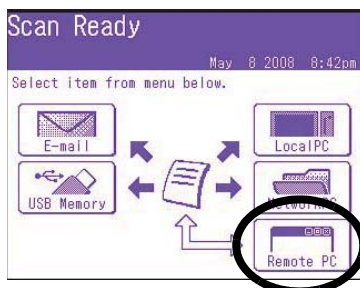 Scan Ready
May 8 2008 8:42pm
Select item from menu below.
E-mail
LocalPC
USB Memory
Remote PC